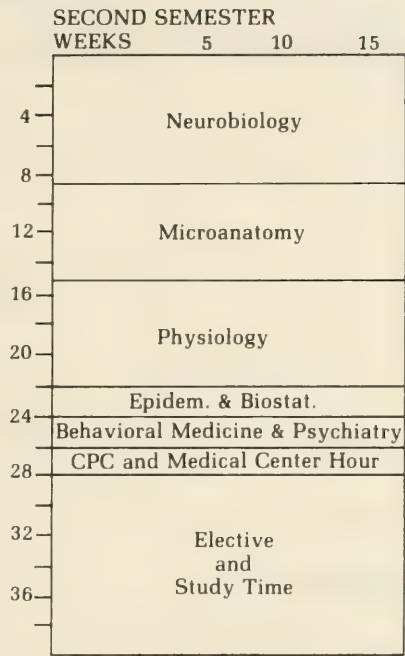 SECOND SEMESTER
WEEKS 5 10 15
4
Neurobiology
8
12
Microanatomy
16
Physiology
20
Epidem. & Biostat.
24
Behavioral Medicine & Psychiatry
CPC and Medical Center Hour
28
32
Elective
and
Study Time
36